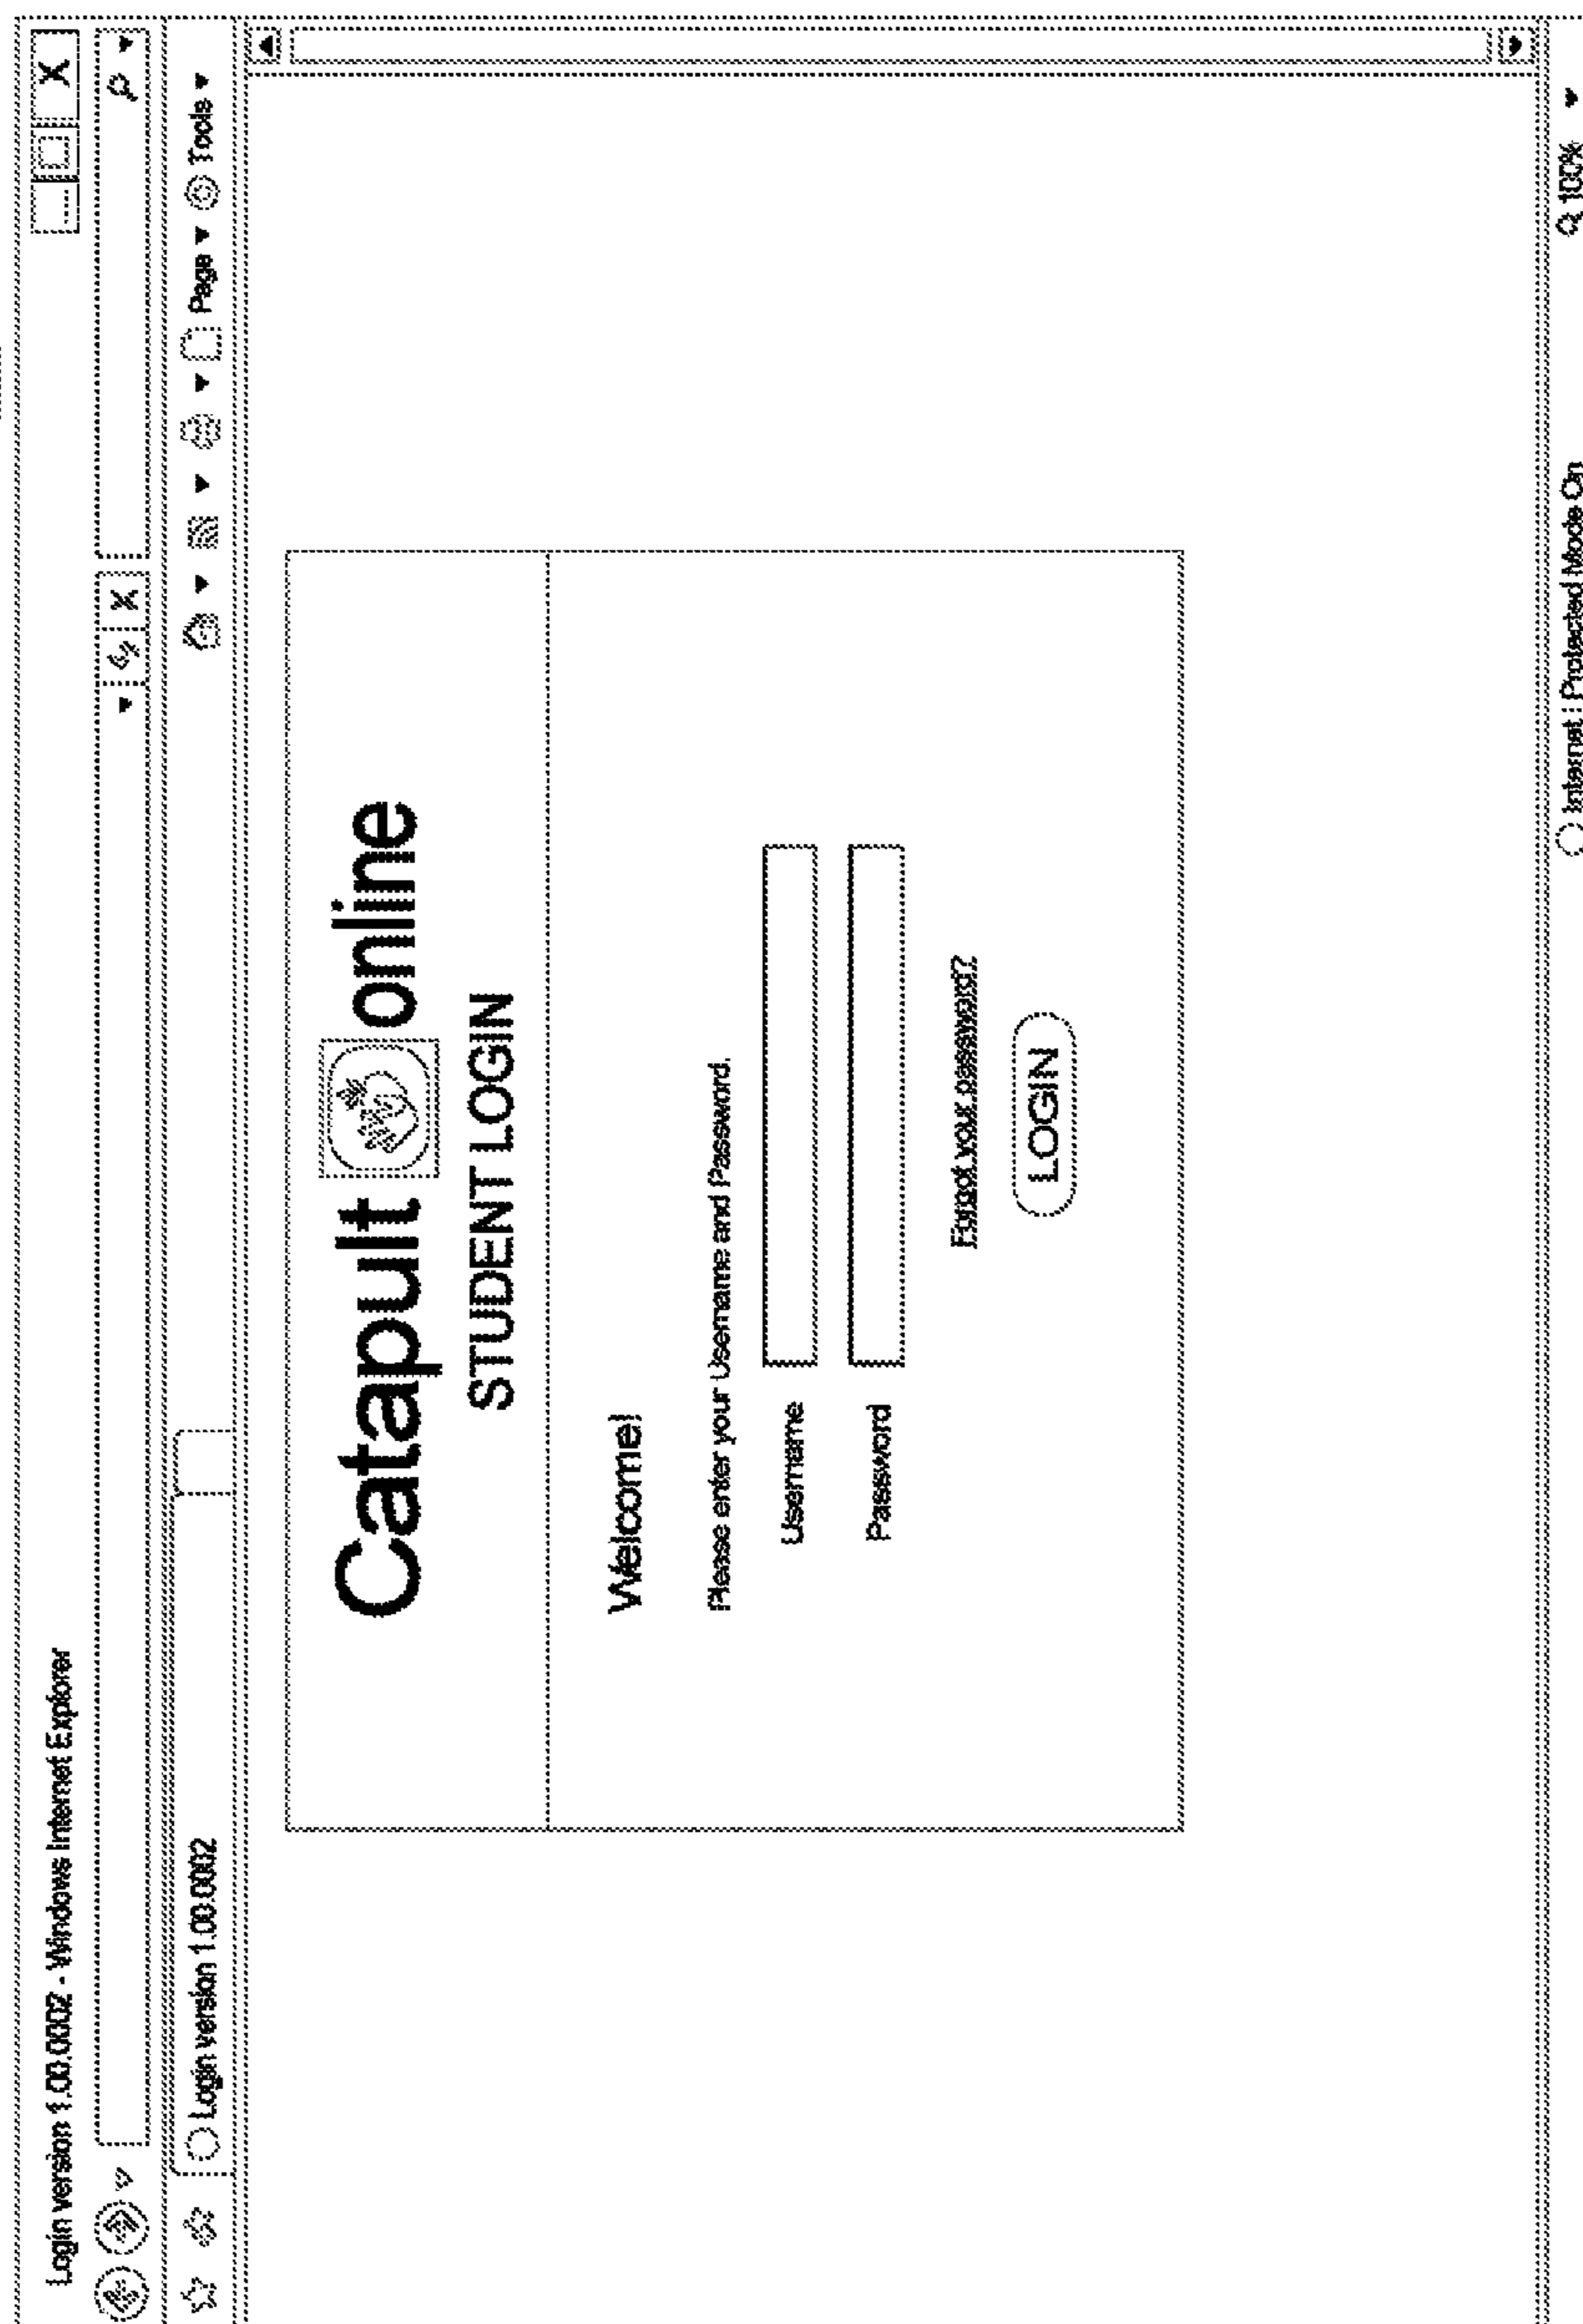 Login version 1.00.0002 - Windows Internet Explorer
X
X
Login version 1.00.0002
Page
Tools
Catapult online
STUDENT LOGIN
Welcome!
Please enter your Username and Password.
Username
Password
Forgot your password?
LOGIN
Internet : Protected Mode On
100%